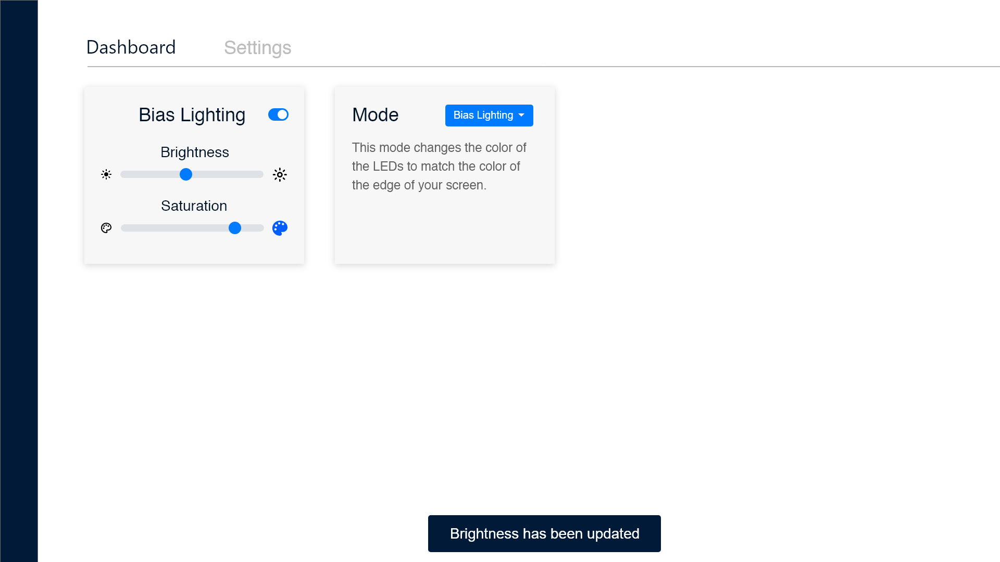 Dashboard
Settings
Bias Lighting
Brightness
Saturation
Mode
Bias Lighting
This mode changes the color of
the LEDs to match the color of
the edge of your screen.
Brightness has been updated